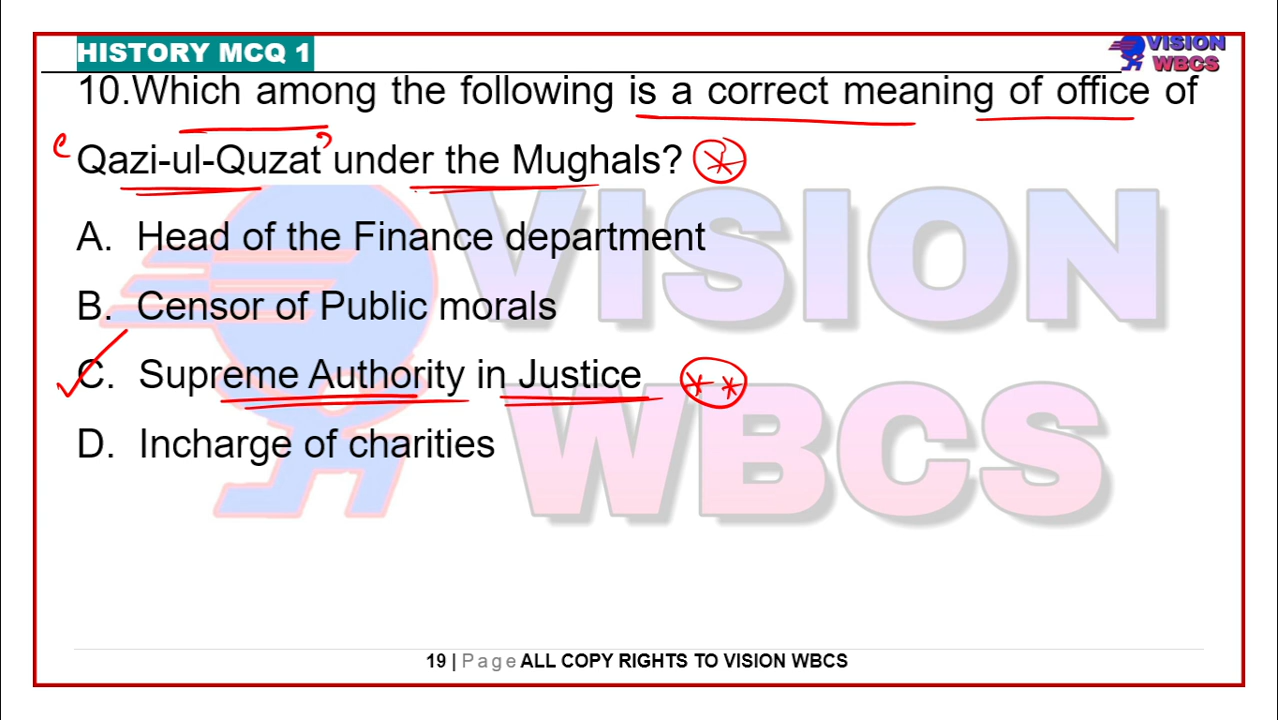 HISTORY MCQ 1
VISION
WBCS
10.Which among the following is a correct meaning of office of
Qazi-ul-Quzat under the Mughals?
A. Head of the Finance department
B. Censor of Public morals
C. Supreme Authority in Justice
D. Incharge of charities
VISION
WBCS
19 | Page ALL COPY RIGHTS TO VISION WBCS